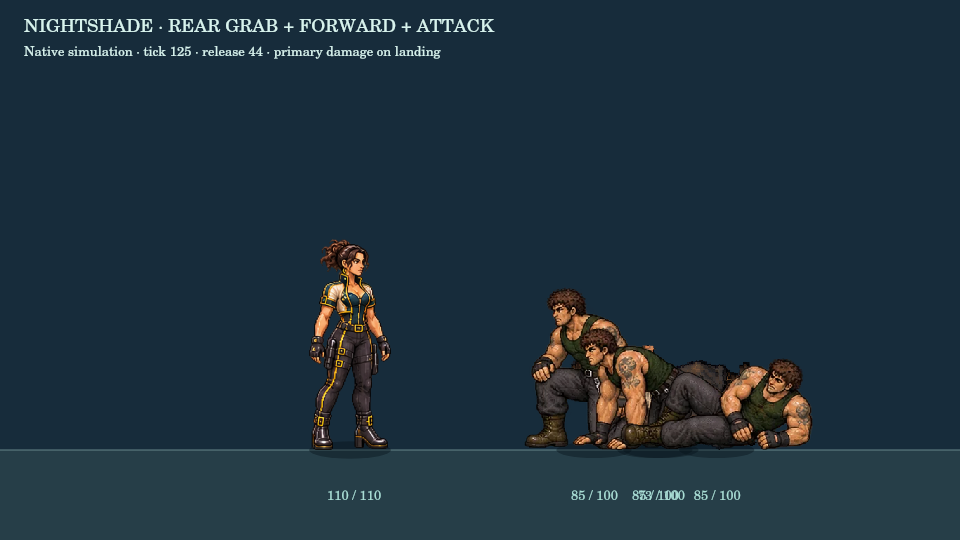 NIGHTSHADE · REAR GRAB + FORWARD + ATTACK
Native simulation · tick 125 · release 44 · primary damage on landing
110 / 110 85 / 100 85 / 100